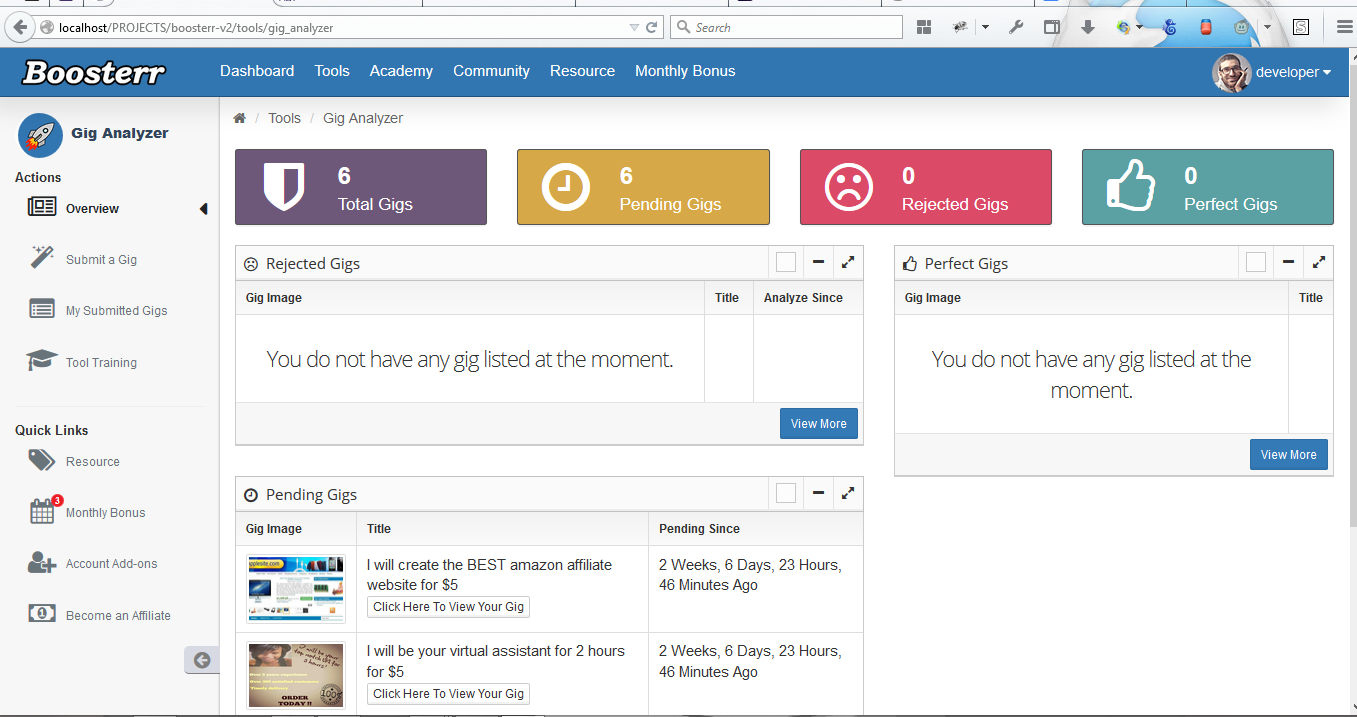 localhost/PROJECTS/boosterr-v2/tools/gig_analyzer
Search
S
Boosterr
Dashboard Tools Academy Community Resource Monthly Bonus
developer
Gig Analyzer
Actions
Overview
Submit a Gig
My Submitted Gigs
Tool Training
Quick Links
Resource
3
Monthly Bonus
Account Add-ons
1
Become an Affiliate
/ Tools / Gig Analyzer
6
Total Gigs
6
Pending Gigs
0
Rejected Gigs
0
Perfect Gigs
Rejected Gigs
Gig Image Title Analyze Since
You do not have any gig listed at the moment.
View More
Perfect Gigs
Gig Image Title
You do not have any gig listed at the
moment.
View More
Pending Gigs
Gig Image Title Pending Since
I will create the BEST amazon affiliate
website for $5
Click Here To View Your Gig
2 Weeks, 6 Days, 23 Hours,
46 Minutes Ago
I will be your
ORDER
TODAY !!
I will be your virtual assistant for 2 hours
for $5
Click Here To View Your Gig
2 Weeks, 6 Days, 23 Hours,
46 Minutes Ago